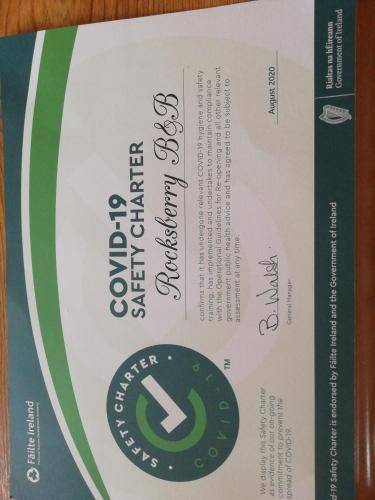 Fáilte Ireland
COVID-19
SAFETY CHARTER
Rocksberry B&B
confirms that it has undergone relevant COVID-19 hygiene and safety
training, has implemented and undertakes to maintain compliance
with the Operational Guidelines for Re-opening and all other relevant
government public health advice and has agreed to be subject to
assessment at any time.
• SAFETY CHARTER •
COVID-19
TM
We display this Safety Charter
as evidence of our on-going
commitment to prevent the
spread of COVID-19.
B. Walsh.
General Manager
August 2020
d-19 Safety Charter is endorsed by Fáilte Ireland and the Government of Ireland
Rialtas na hÉireann
Government of Ireland